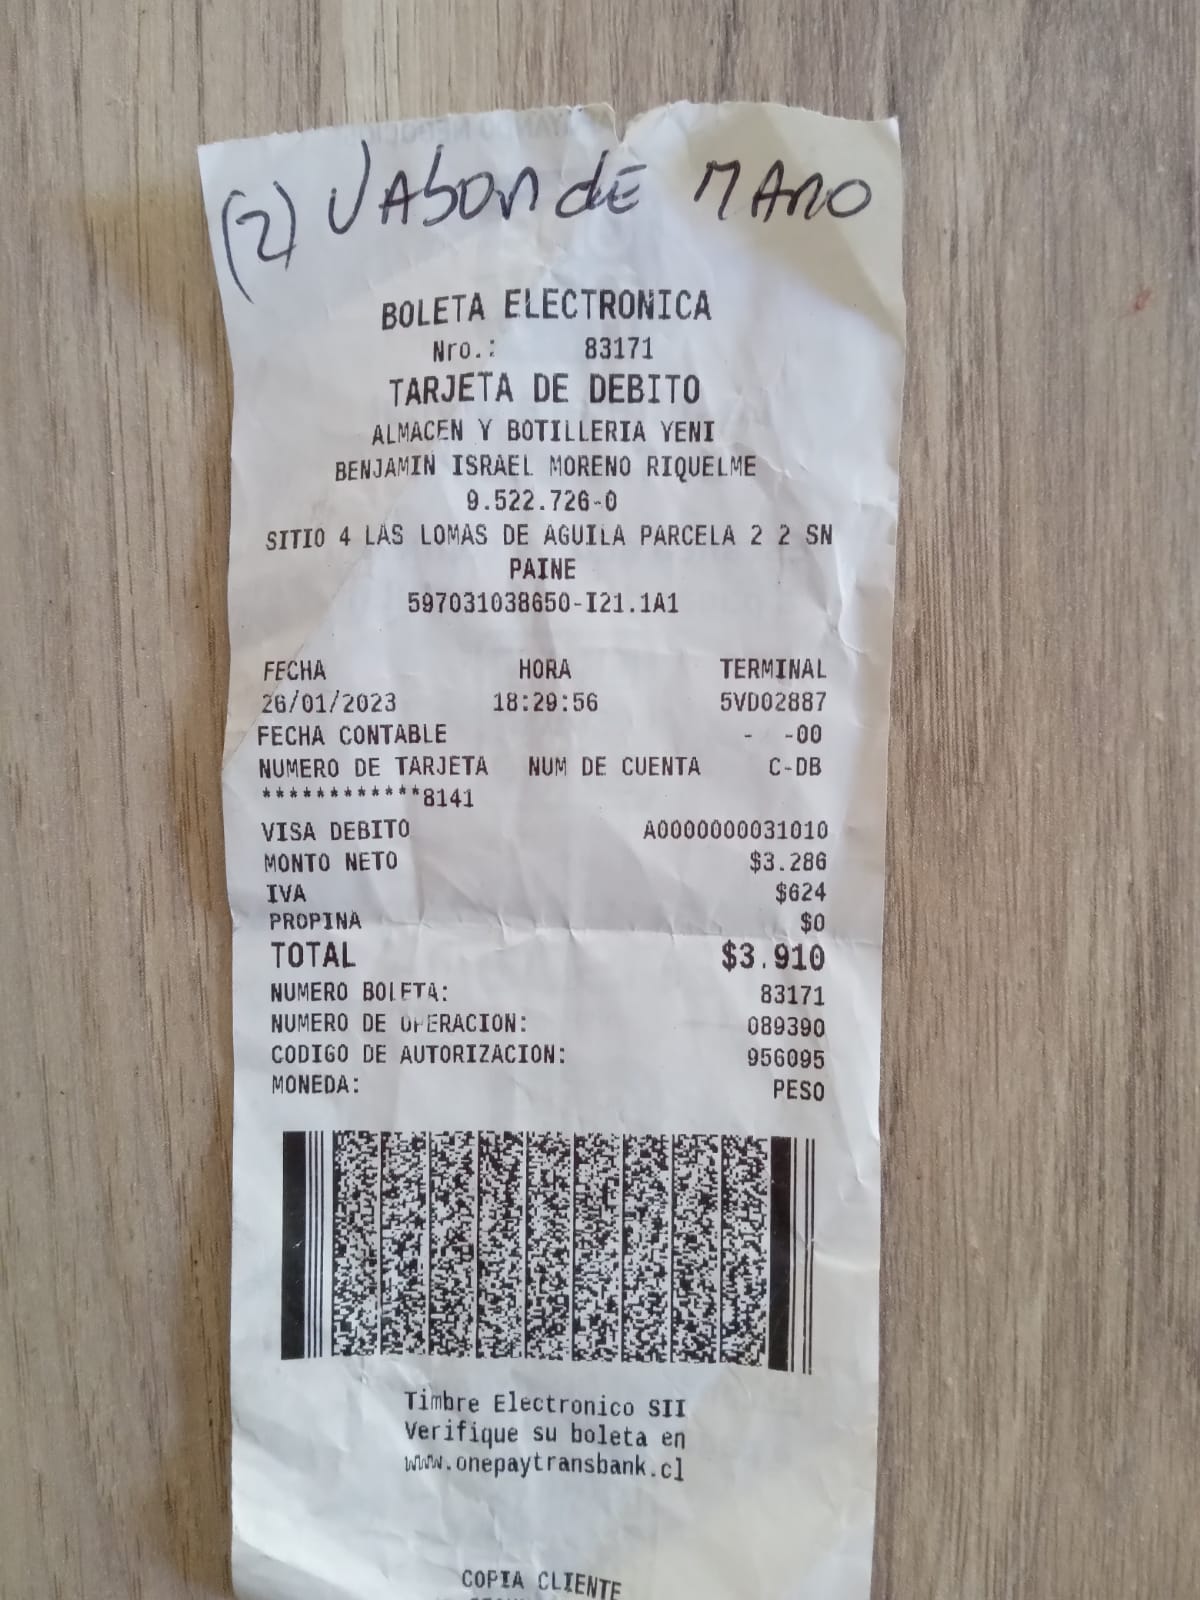 (2) JABON dE MANO
BOLETA ELECTRONICA
Nro.: 83171
TARJETA DE DEBITO
ALMACEN Y BOTILLERIA YENI
BENJAMIN ISRAEL MORENO RIQUELME
9.522.726-0
SITIO 4 LAS LOMAS DE AGUILA PARCELA 2 2 SN
PAINE
597031038650-I21.1A1
FECHA HORA TERMINAL
26/01/2023 18:29:56 5VD02887
FECHA CONTABLE - -00
NUMERO DE TARJETA NUM DE CUENTA C-DB
************8141
VISA DEBITO A0000000031010
MONTO NETO $3.286
IVA $624
PROPINA $0
TOTAL $3.910
NUMERO BOLETA: 83171
NUMERO DE OPERACION: 089390
CODIGO DE AUTORIZACION: 956095
MONEDA: PESO
Timbre Electronico SII
Verifique su boleta en
www.onepaytransbank.cl
COPIA CLIENTE